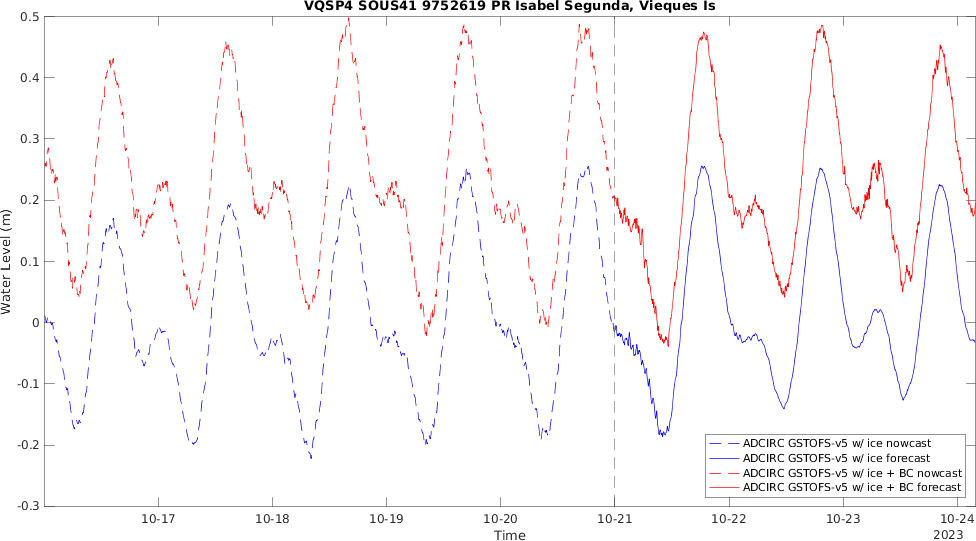 VQSP4 SOUS41 9752619 PR Isabel Segunda, Vieques Is
0.5
0.4
0.3
0.2
0.1
0
-0.1
-0.2
-0.3
Water Level (m)
10-17
10-18
10-19
10-20
10-21
10-22
10-23
10-24
Time
2023
ADCIRC GSTOFS-v5 w/ ice nowcast
ADCIRC GSTOFS-v5 w/ ice forecast
ADCIRC GSTOFS-v5 w/ ice + BC nowcast
ADCIRC GSTOFS-v5 w/ ice + BC forecast